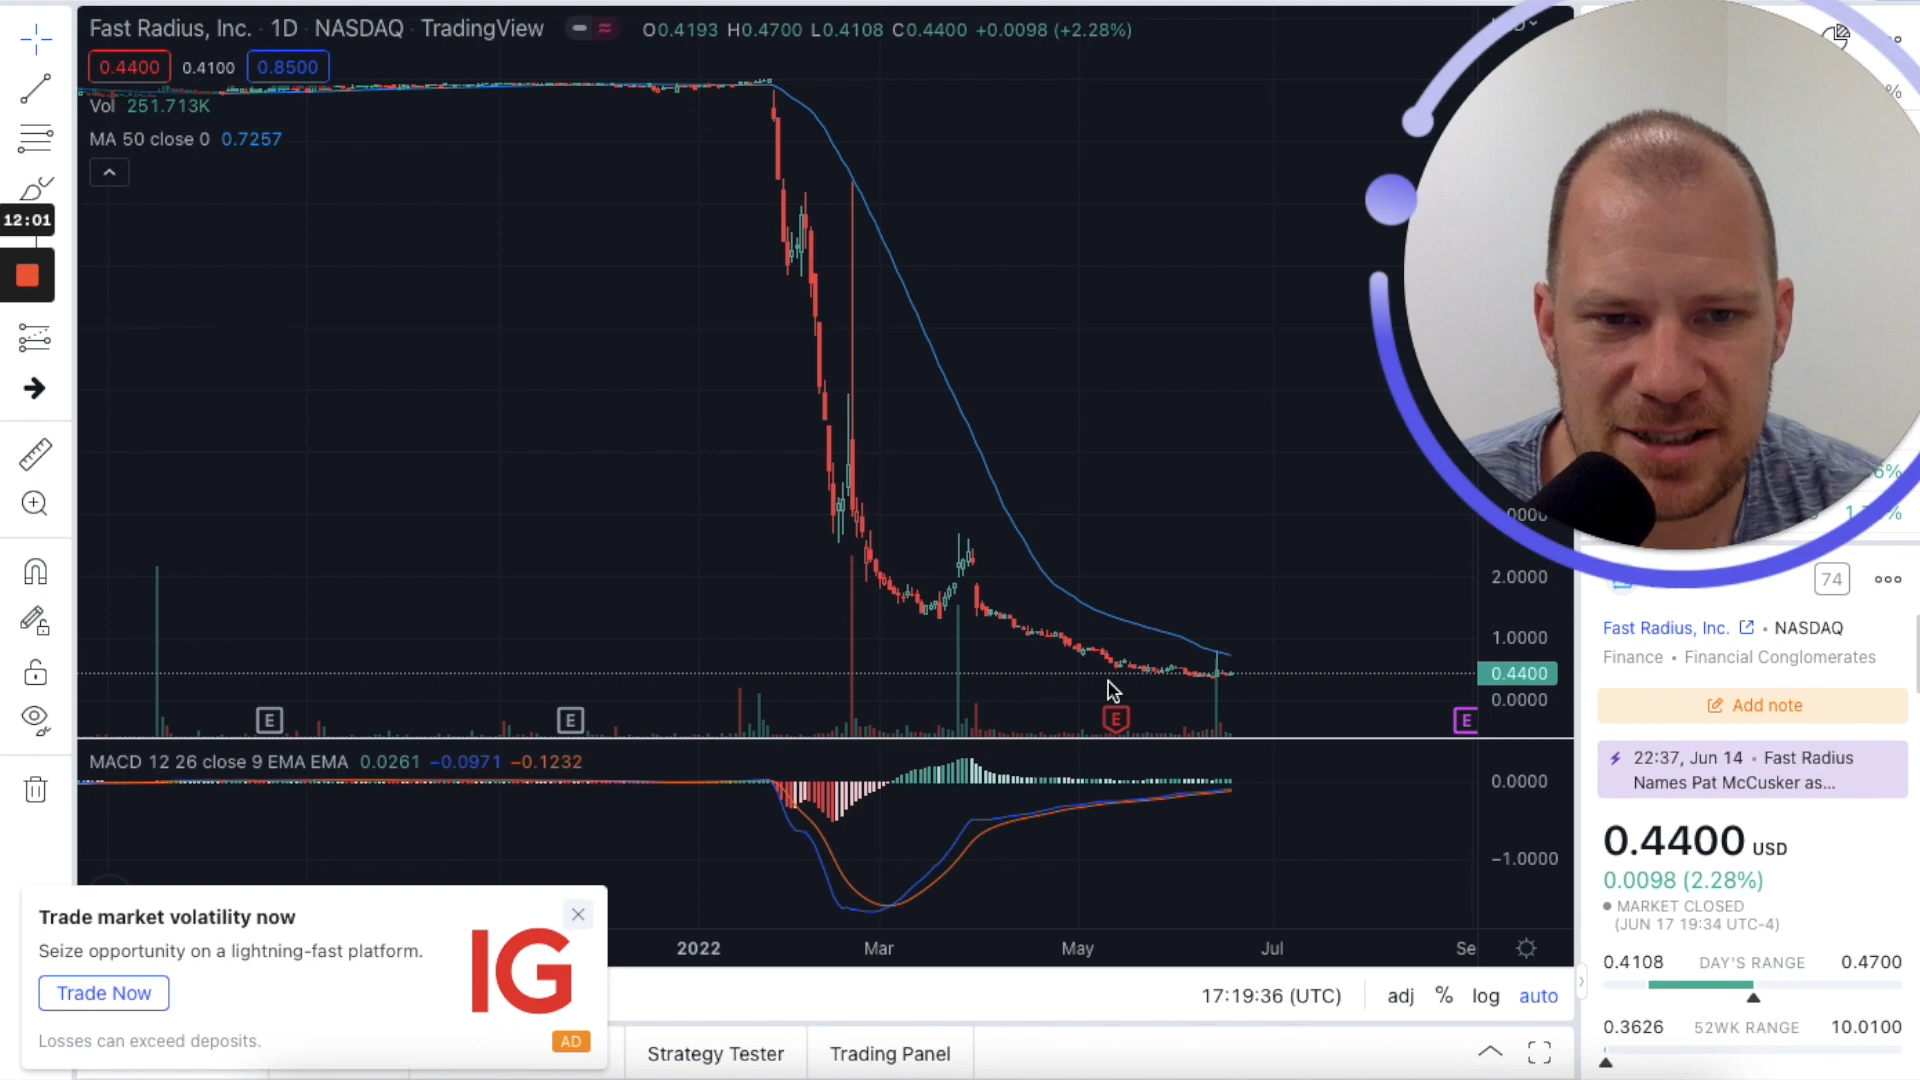 Fast Radius, Inc. · 1D · NASDAQ · TradingView
O0.4193 H0.4700 L0.4108 C0.4400 +0.0098 (+2.28%)
0.4400 0.4100 0.8500
Vol 251.713K
MA 50 close 0 0.7257
12:01
2.0000
1.0000
0.4400
0.0000
E
E
E
E
MACD 12 26 close 9 EMA EMA 0.0261 −0.0971 −0.1232
0.0000
−1.0000
2022 Mar May Jul Se
17:19:36 (UTC) adj % log auto
Strategy Tester Trading Panel
Trade market volatility now
Seize opportunity on a lightning-fast platform.
Trade Now
IG
Losses can exceed deposits.
AD
74
Fast Radius, Inc. • NASDAQ
Finance • Financial Conglomerates
Add note
22:37, Jun 14 • Fast Radius
Names Pat McCusker as...
0.4400 USD
0.0098 (2.28%)
MARKET CLOSED
(JUN 17 19:34 UTC-4)
0.4108 DAY'S RANGE 0.4700
0.3626 52WK RANGE 10.0100